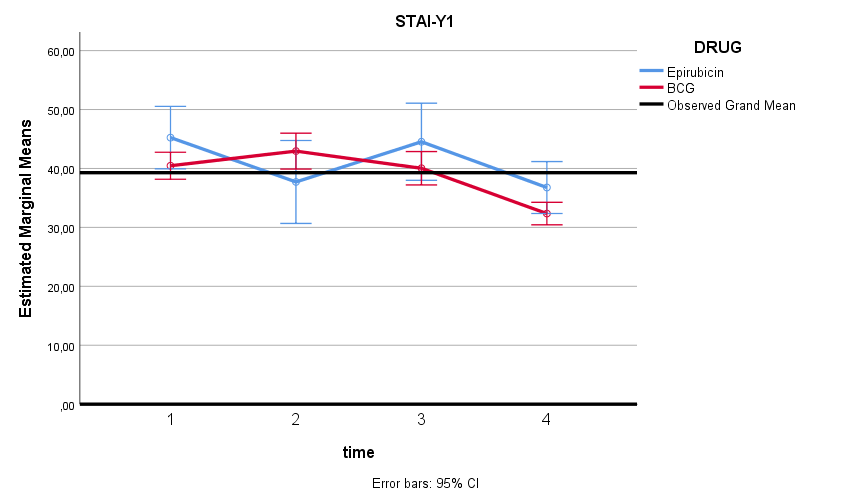 STAI-Y1
DRUG
Epirubicin
BCG
Observed Grand Mean
Estimated Marginal Means
60,00
50,00
40,00
30,00
20,00
10,00
,00
1 2 3 4
time
Error bars: 95% CI